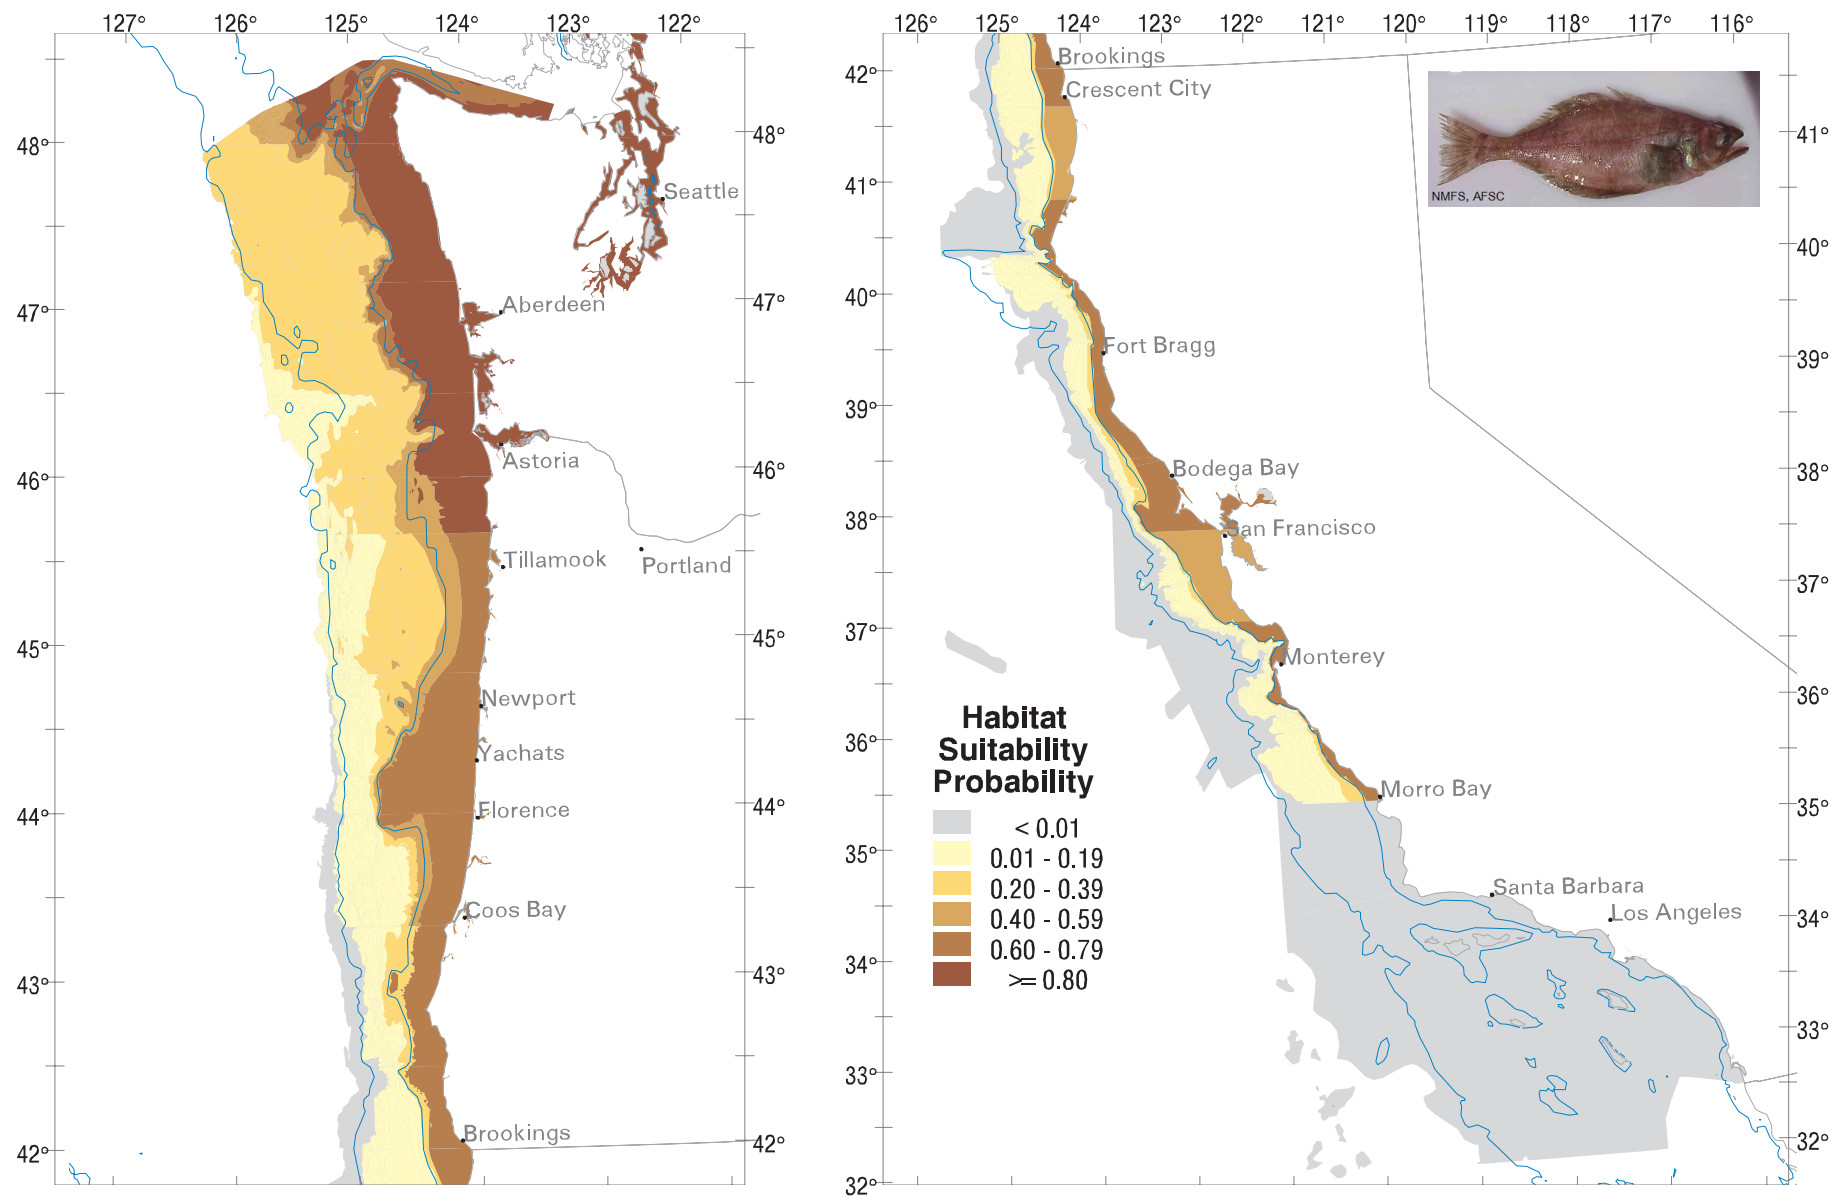 127° 126° 125° 124° 123° 122°
48° 48°
Seattle
47° 47°
Aberdeen
46° 46°
Astoria
Tillamook
Portland
45° 45°
Newport
Yachats
44° 44°
Florence
Coos Bay
43° 43°
Brookings
42° 42°
126° 125° 124° 123° 122° 121° 120° 119° 118° 117° 116°
Brookings
42°
Crescent City
41° 41°
NMFS, AFSC
40° 40°
Fort Bragg
39° 39°
Bodega Bay
38° 38°
San Francisco
37° 37°
Monterey
36° 36°
Habitat
Suitability
Probability
< 0.01
0.01 - 0.19
0.20 - 0.39
0.40 - 0.59
0.60 - 0.79
>= 0.80
Morro Bay
35° 35°
Santa Barbara
Los Angeles
34° 34°
33° 33°
32° 32°